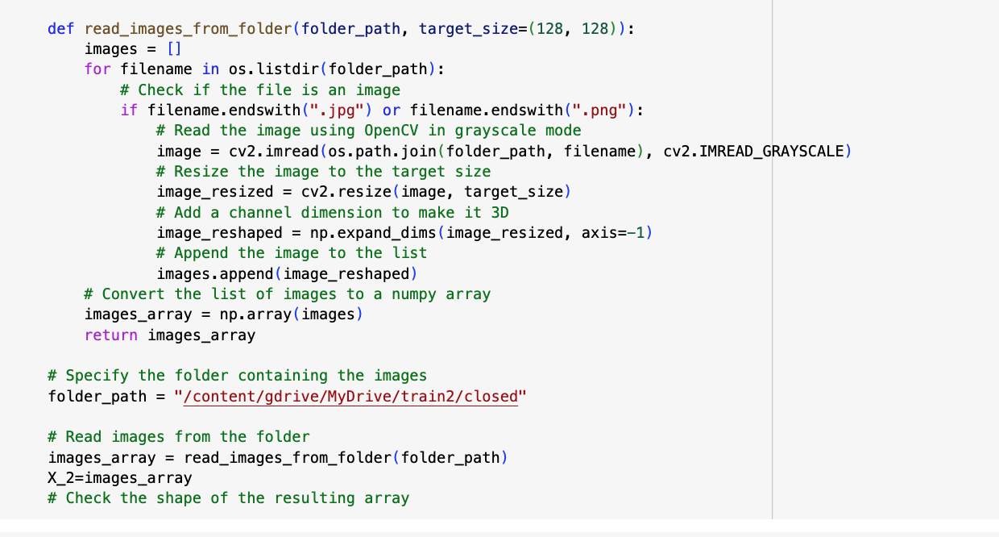 def read_images_from_folder(folder_path, target_size=(128, 128)):
    images = []
    for filename in os.listdir(folder_path):
        # Check if the file is an image
        if filename.endswith(".jpg") or filename.endswith(".png"):
            # Read the image using OpenCV in grayscale mode
            image = cv2.imread(os.path.join(folder_path, filename), cv2.IMREAD_GRAYSCALE)
            # Resize the image to the target size
            image_resized = cv2.resize(image, target_size)
            # Add a channel dimension to make it 3D
            image_reshaped = np.expand_dims(image_resized, axis=-1)
            # Append the image to the list
            images.append(image_reshaped)
    # Convert the list of images to a numpy array
    images_array = np.array(images)
    return images_array

# Specify the folder containing the images
folder_path = "/content/gdrive/MyDrive/train2/closed"

# Read images from the folder
images_array = read_images_from_folder(folder_path)
X_2=images_array
# Check the shape of the resulting array